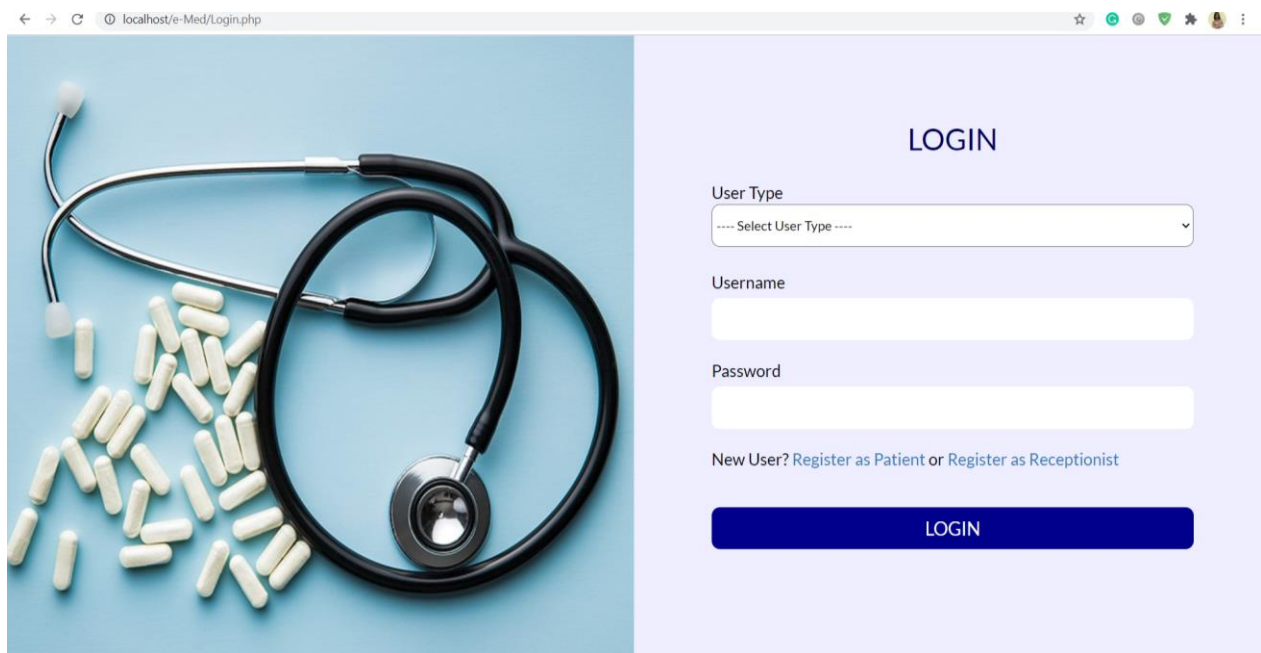 localhost/e-Med/Login.php
LOGIN
User Type
---- Select User Type ----
Username
Password
New User? Register as Patient or Register as Receptionist
LOGIN